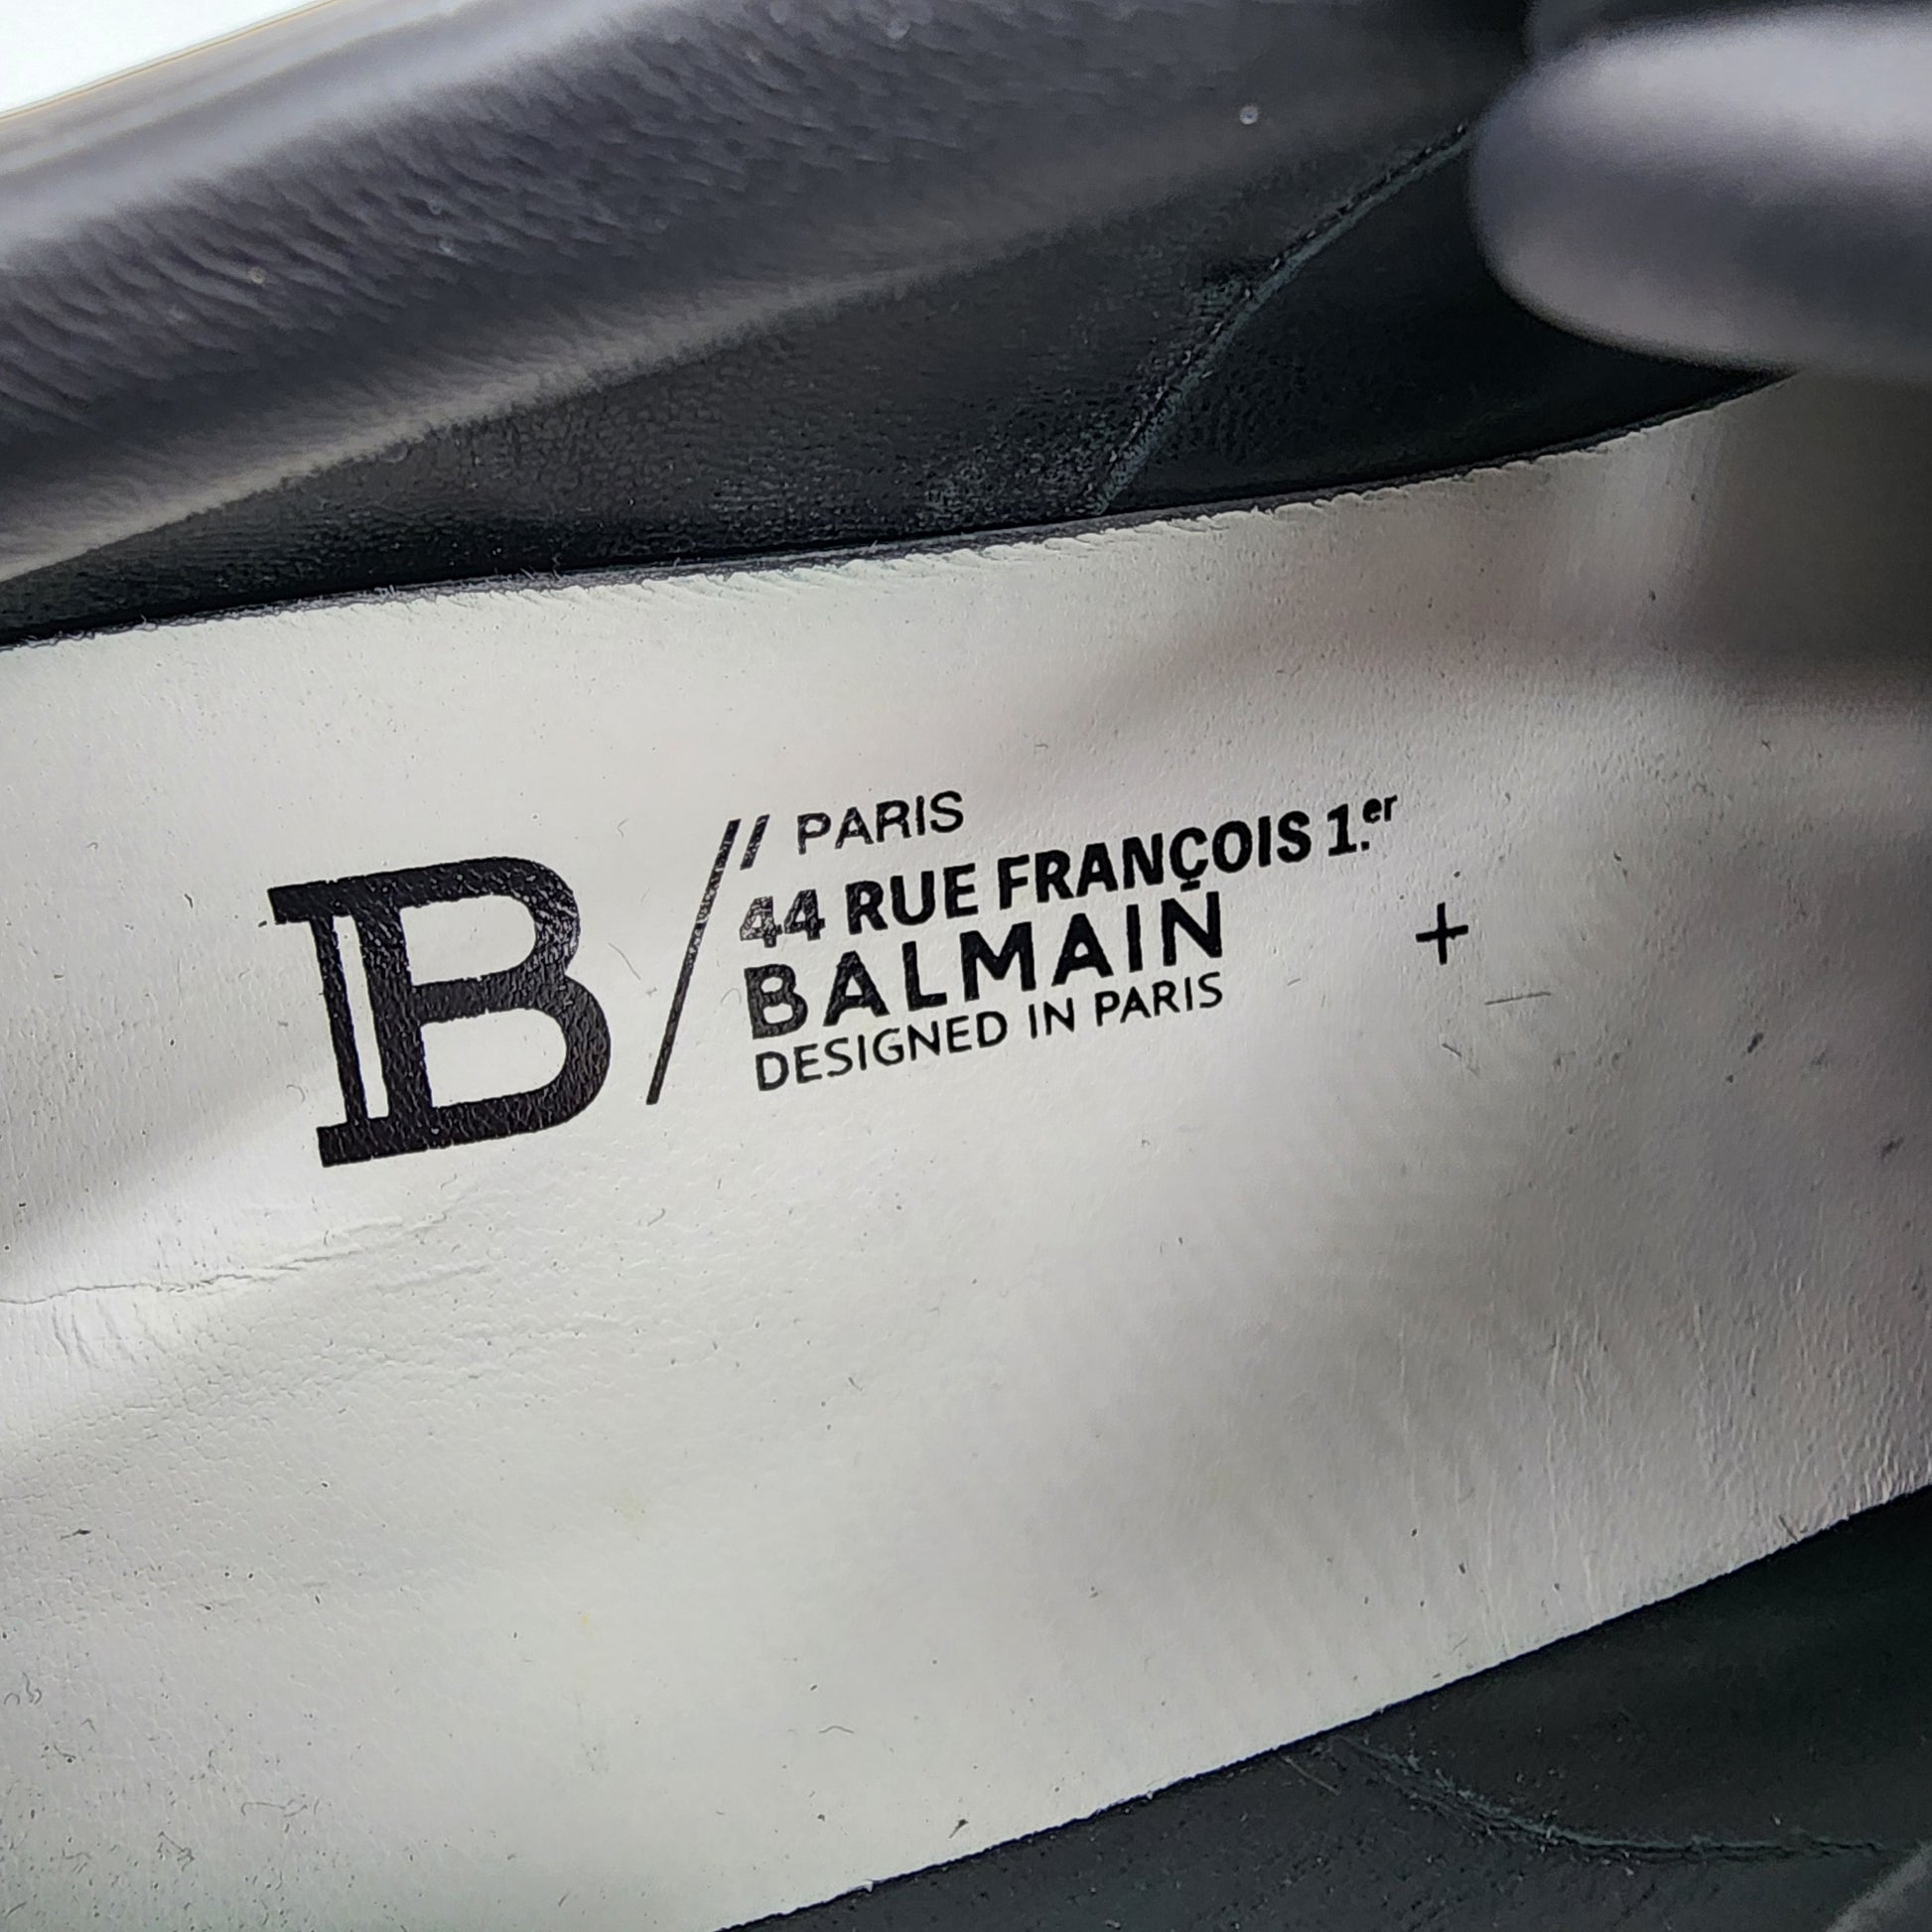 B
// PARIS
44 RUE FRANÇOIS 1.er
BALMAIN +
DESIGNED IN PARIS